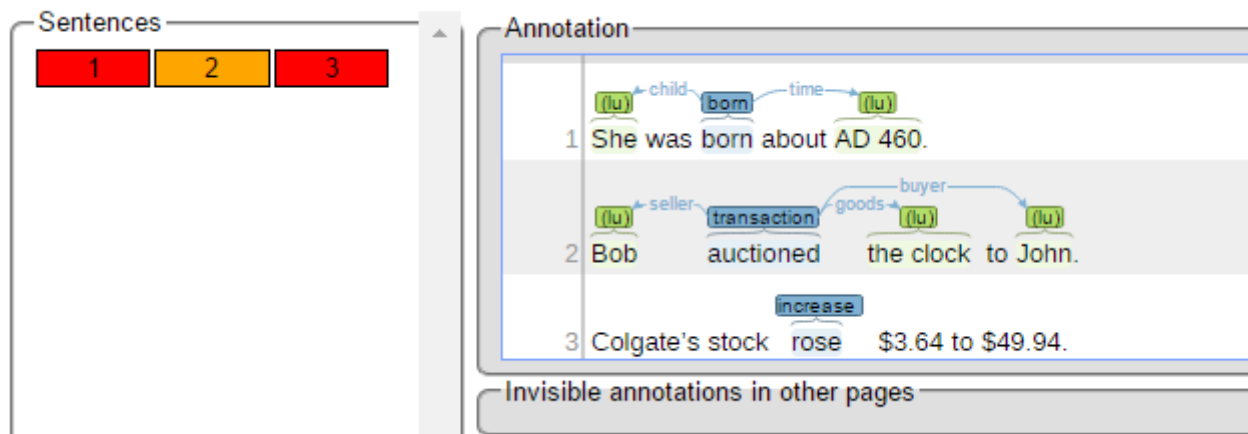 Sentences
1 2 3
Annotation
child time
(lu) born (lu)
1 She was born about AD 460.
buyer
seller goods
(lu) transaction (lu) (lu)
2 Bob auctioned the clock to John.
increase
3 Colgate’s stock rose $3.64 to $49.94.
Invisible annotations in other pages